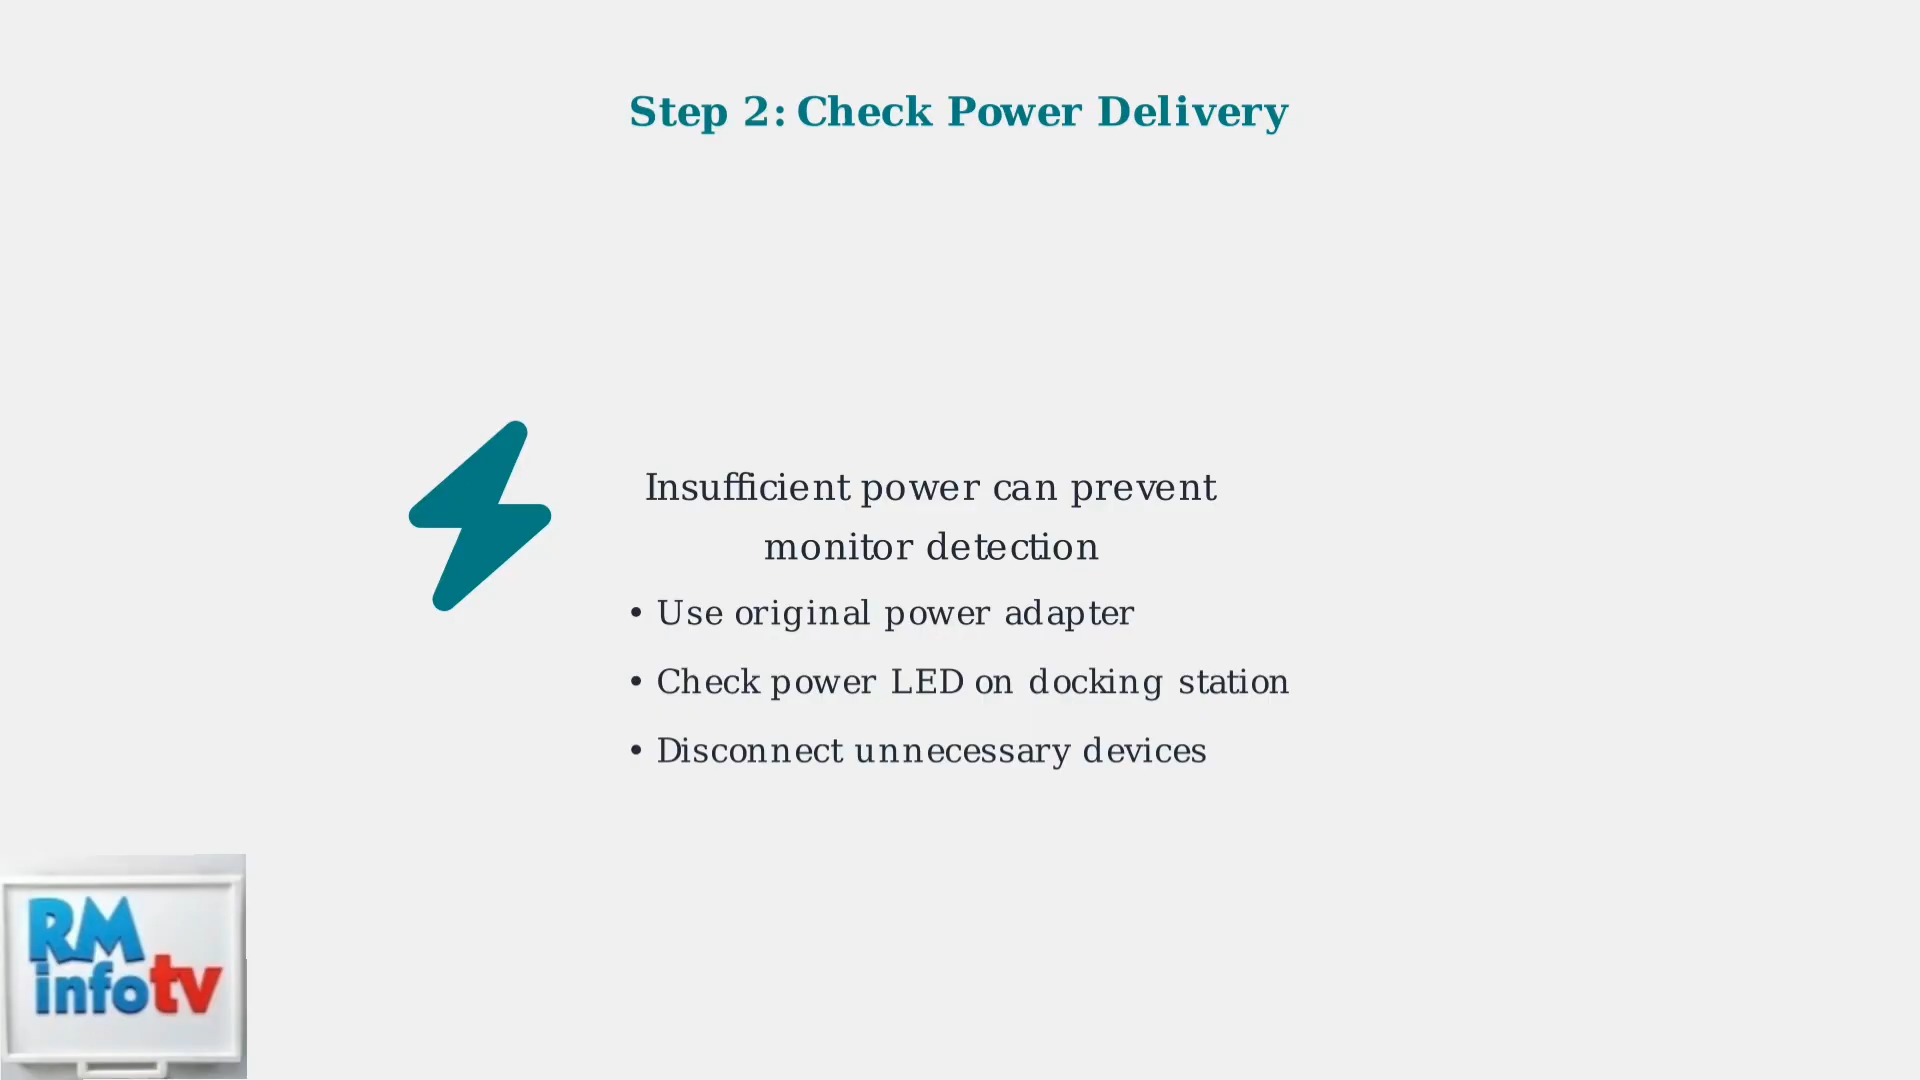 Step 2: Check Power Delivery
Insufficient power can prevent
monitor detection
• Use original power adapter
• Check power LED on docking station
• Disconnect unnecessary devices
RM
infotv